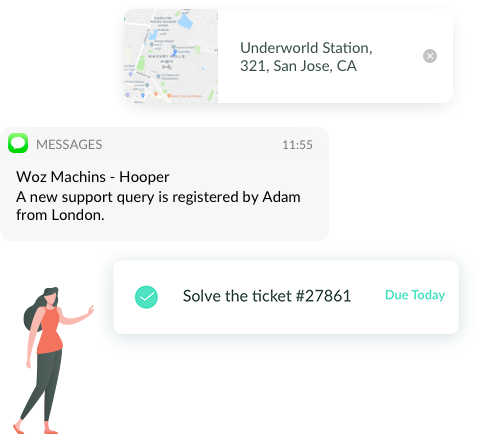 Underworld Station,
321, San Jose, CA
MESSAGES
11:55
Woz Machins - Hooper
A new support query is registered by Adam
from London.
Solve the ticket #27861
Due Today